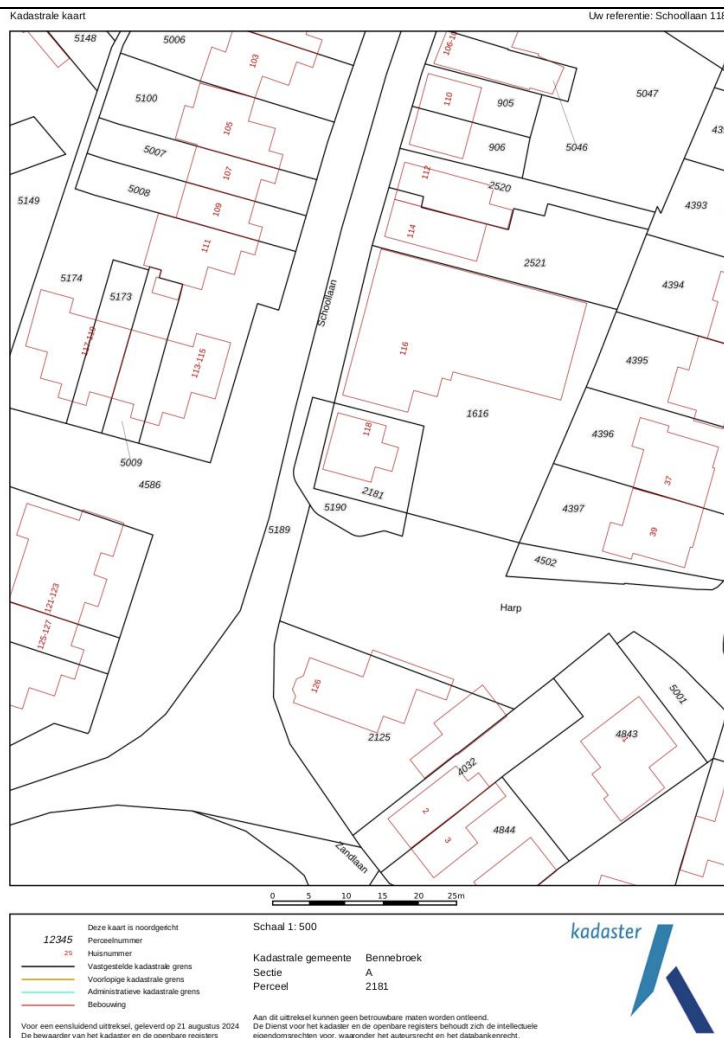 Kadastrale kaart
Uw referentie: Schoollaan 118
5148
5006
103
106-10
5100
105
110
905
5047
906
5046
5007
107
112
2520
5008
109
5149
111
114
4393
2521
5174
5173
4394
Schoollaan
117-119
113-115
116
4395
1616
118
4396
5009
4586
2181
5190
37
4397
5189
39
4502
121-123
Harp
125-127
126
5001
2125
4843
1
4032
2
3
4844
Zandlaan
0 5 10 15 20 25m
Deze kaart is noordgericht
12345 Perceelnummer
25 Huisnummer
Vastgestelde kadastrale grens
Voorlopige kadastrale grens
Administratieve kadastrale grens
Bebouwing
Voor een eensluidend uittreksel, geleverd op 21 augustus 2024
De bewaarder van het kadaster en de openbare registers
Schaal 1: 500
Kadastrale gemeente Bennebroek
Sectie A
Perceel 2181
Aan dit uittreksel kunnen geen betrouwbare maten worden ontleend.
De Dienst voor het kadaster en de openbare registers behoudt zich de intellectuele
eigendomsrechten voor, waaronder het auteursrecht en het databankenrecht.
kadaster